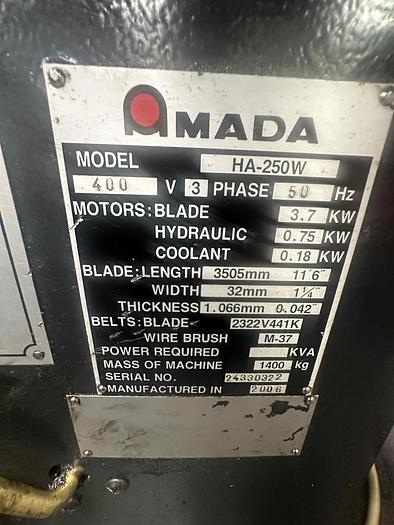 AMADA
MODEL HA-250W
400 V 3 PHASE 50 Hz
MOTORS: BLADE 3.7 KW
HYDRAULIC 0.75 KW
COOLANT 0.18 KW
BLADE: LENGTH 3505mm 11'6"
WIDTH 32mm 1¼"
THICKNESS 1.066mm 0.042"
BELTS: BLADE 2322V441K
WIRE BRUSH M-37
POWER REQUIRED KVA
MASS OF MACHINE 1400 kg
SERIAL NO. 24330322
MANUFACTURED IN 2006